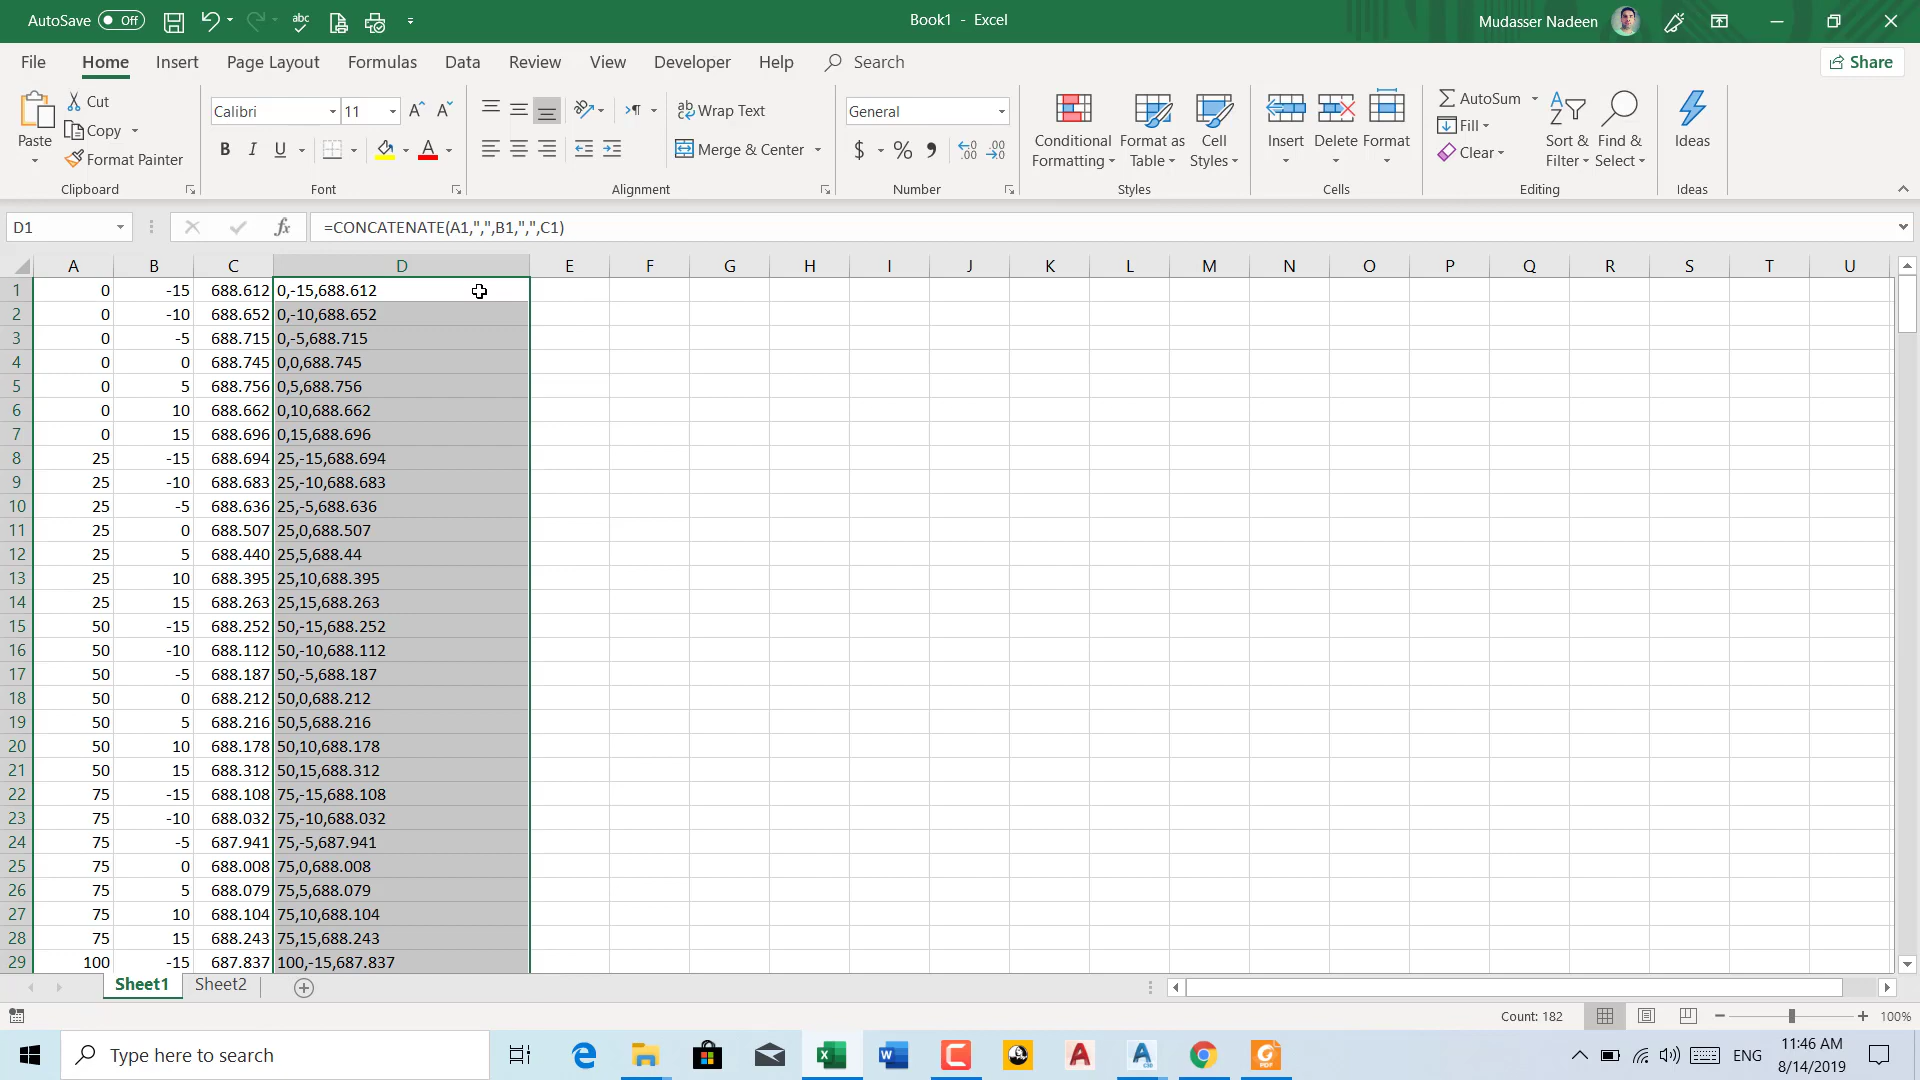 AutoSave Off
Book1 - Excel
Mudasser Nadeen
File Home Insert Page Layout Formulas Data Review View Developer Help Search Share
Paste
Cut
Copy
Format Painter
Clipboard
Calibri 11
B I U
Font
Wrap Text
Merge & Center
Alignment
General
$ % 9
Number
Conditional Formatting
Format as Table
Cell Styles
Styles
Insert Delete Format
Cells
AutoSum
Fill
Clear
Sort & Filter
Find & Select
Editing
Ideas
Ideas
D1 fx =CONCATENATE(A1,",",B1,",",C1)
A B C D E F G H I J K L M N O P Q R S T U
1 0 -15 688.612 0,-15,688.612
2 0 -10 688.652 0,-10,688.652
3 0 -5 688.715 0,-5,688.715
4 0 0 688.745 0,0,688.745
5 0 5 688.756 0,5,688.756
6 0 10 688.662 0,10,688.662
7 0 15 688.696 0,15,688.696
8 25 -15 688.694 25,-15,688.694
9 25 -10 688.683 25,-10,688.683
10 25 -5 688.636 25,-5,688.636
11 25 0 688.507 25,0,688.507
12 25 5 688.440 25,5,688.44
13 25 10 688.395 25,10,688.395
14 25 15 688.263 25,15,688.263
15 50 -15 688.252 50,-15,688.252
16 50 -10 688.112 50,-10,688.112
17 50 -5 688.187 50,-5,688.187
18 50 0 688.212 50,0,688.212
19 50 5 688.216 50,5,688.216
20 50 10 688.178 50,10,688.178
21 50 15 688.312 50,15,688.312
22 75 -15 688.108 75,-15,688.108
23 75 -10 688.032 75,-10,688.032
24 75 -5 687.941 75,-5,687.941
25 75 0 688.008 75,0,688.008
26 75 5 688.079 75,5,688.079
27 75 10 688.104 75,10,688.104
28 75 15 688.243 75,15,688.243
29 100 -15 687.837 100,-15,687.837
Sheet1 Sheet2
Count: 182 100%
Type here to search
ENG
11:46 AM
8/14/2019